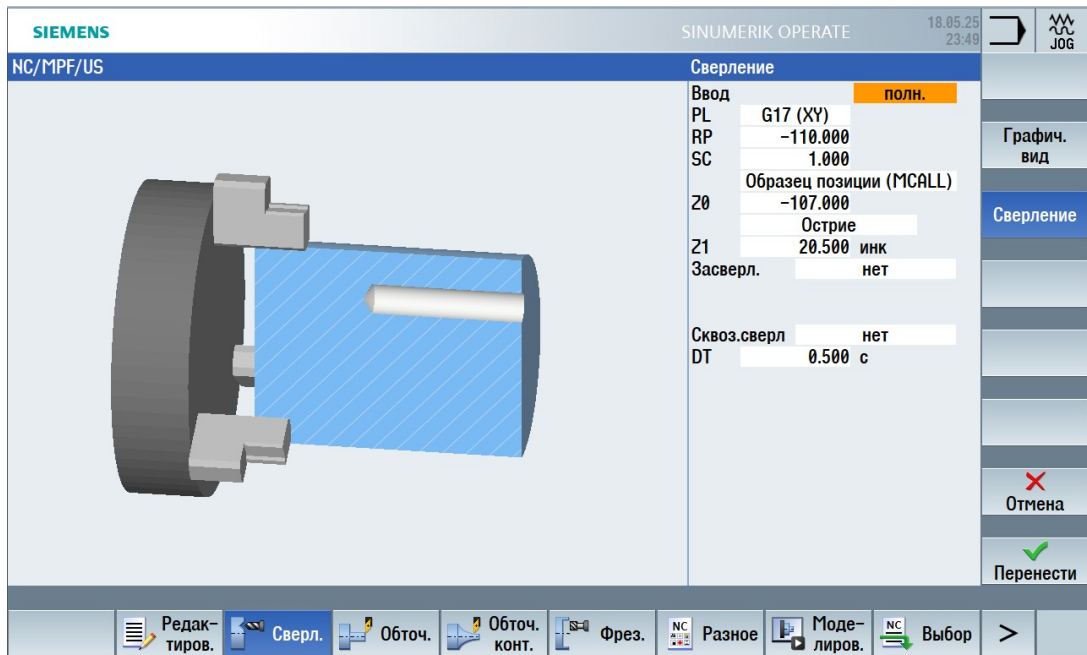 SIEMENS
SINUMERIK OPERATE
18.05.25
23:49
JOG
NC/MPF/US
Сверление
Ввод полн.
PL G17 (XY)
RP -110.000
SC 1.000
Образец позиции (MCALL)
Z0 -107.000
Острие
Z1 20.500 инк
Засверл. нет
Сквоз.сверл нет
DT 0.500 с
Графич.
вид
Сверление
Отмена
Перенести
Редак-
тиров.
Сверл.
Обточ.
Обточ.
конт.
Фрез.
NC
Разное
Моде-
лиров.
NC
Выбор
>